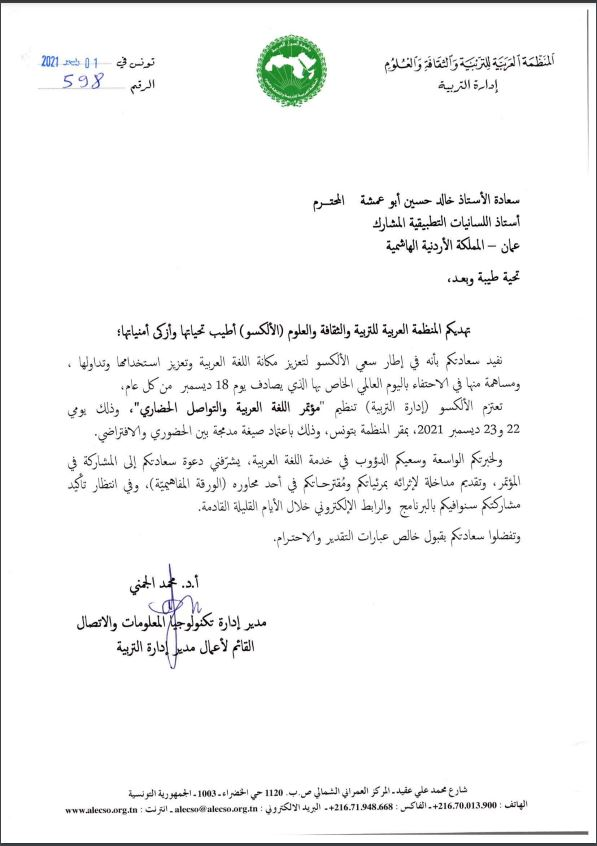 المنظمة العربية للتربية والثقافة والعلوم
إدارة التربية
تونس في 01 ديسمبر 2021
الرقم 598
سعادة الأستاذ خالد حسين أبو عمشة المحترم
أستاذ اللسانيات التطبيقية المشارك
عمان – المملكة الأردنية الهاشمية
تحية طيبة وبعد،
تهديكم المنظمة العربية للتربية والثقافة والعلوم (الألكسو) أطيب تحياتها وأزكى أمنياتها؛
نفيد سعادتكم بأنه في إطار سعي الألكسو لتعزيز مكانة اللغة العربية وتعزيز استخدامها وتداولها ،
ومساهمة منها في الاحتفاء باليوم العالمي الخاص بها الذي يصادف يوم 18 ديسمبر من كل عام،
تعتزم الألكسو (إدارة التربية) تنظيم "مؤتمر اللغة العربية والتواصل الحضاري"، وذلك يومي
22 و23 ديسمبر 2021، بمقر المنظمة بتونس، وذلك باعتماد صيغة مدمجة بين الحضوري والافتراضي.
ولخبرتكم الواسعة وسعيكم الدؤوب في خدمة اللغة العربية، يشرّفني دعوة سعادتكم إلى المشاركة في
المؤتمر، وتقديم مداخلة لإثرائه بمرئياتكم ومُقترحاتكم في أحد محاوره (الورقة المفاهيميّة)، وفي انتظار تأكيد
مشاركتكم سنوافيكم بالبرنامج والرابط الإلكتروني خلال الأيام القليلة القادمة.
وتفضلوا سعادتكم بقبول خالص عبارات التقدير والاحترام.
أ.د. محمد الجمني
مدير إدارة تكنولوجيا المعلومات والاتصال
القائم لأعمال مدير إدارة التربية
شارع محمد علي عقيد - المركز العمراني الشمالي ص.ب. 1120 حي الخضراء - 1003 - الجمهورية التونسية
الهاتف : 216.70.013.900+ - الفاكس : 216.71.948.668+ - البريد الالكتروني : alecso@alecso.org.tn - انترنت : www.alecso.org.tn